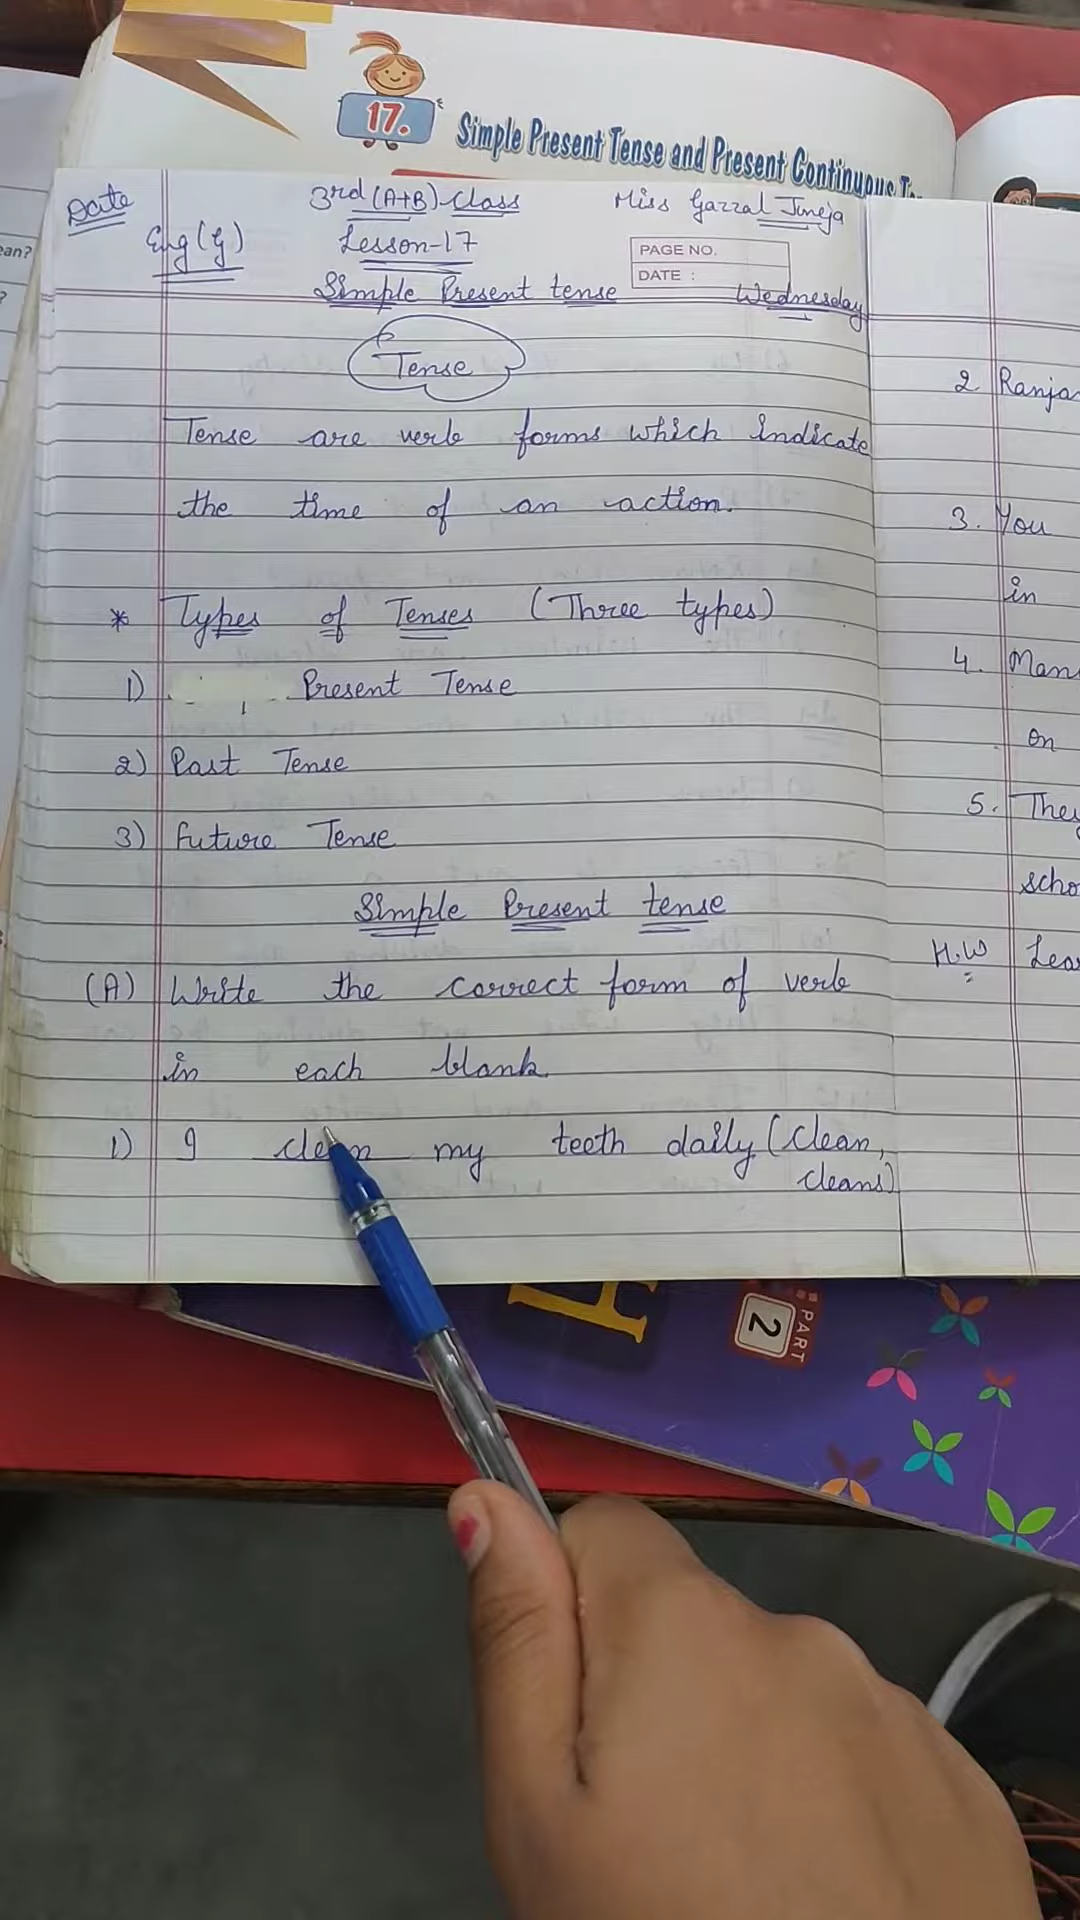 17.
Simple Present Tense and Present Continuous
ean?
?
Date
3rd (A+B) Class
Miss Gazzal Juneja
Eng(G)
Lesson-17
PAGE NO.
DATE :
Simple Present tense
Wednesday
Tense
Tense are verb forms which indicate
the time of an action.
* Types of Tenses (Three types)
1) Present Tense
2) Past Tense
3) Future Tense
Simple Present tense
(A) Write the correct form of verb
in each blank.
1) I clean my teeth daily (clean,
cleans)
2 Ranja
3. You
in
4. Man
on
5. They
scho
H.W Lea
H
PART
2